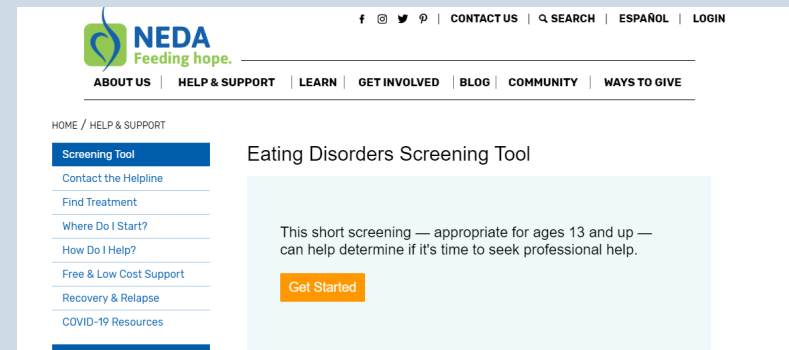 CONTACT US | SEARCH | ESPAÑOL | LOGIN
NEDA
Feeding hope.
ABOUT US | HELP & SUPPORT | LEARN | GET INVOLVED | BLOG | COMMUNITY | WAYS TO GIVE
HOME / HELP & SUPPORT
Screening Tool
Contact the Helpline
Find Treatment
Where Do I Start?
How Do I Help?
Free & Low Cost Support
Recovery & Relapse
COVID-19 Resources
Eating Disorders Screening Tool
This short screening — appropriate for ages 13 and up —
can help determine if it's time to seek professional help.
Get Started